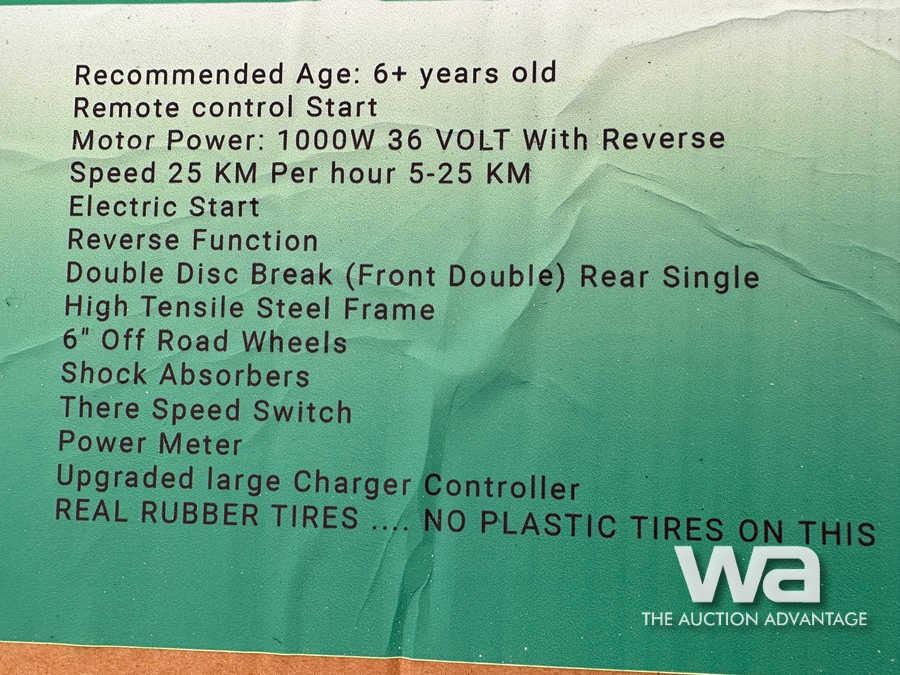 Recommended Age: 6+ years old
Remote control Start
Motor Power: 1000W 36 VOLT With Reverse
Speed 25 KM Per hour 5-25 KM
Electric Start
Reverse Function
Double Disc Break (Front Double) Rear Single
High Tensile Steel Frame
6" Off Road Wheels
Shock Absorbers
There Speed Switch
Power Meter
Upgraded large Charger Controller
REAL RUBBER TIRES .... NO PLASTIC TIRES ON THIS
wa
THE AUCTION ADVANTAGE